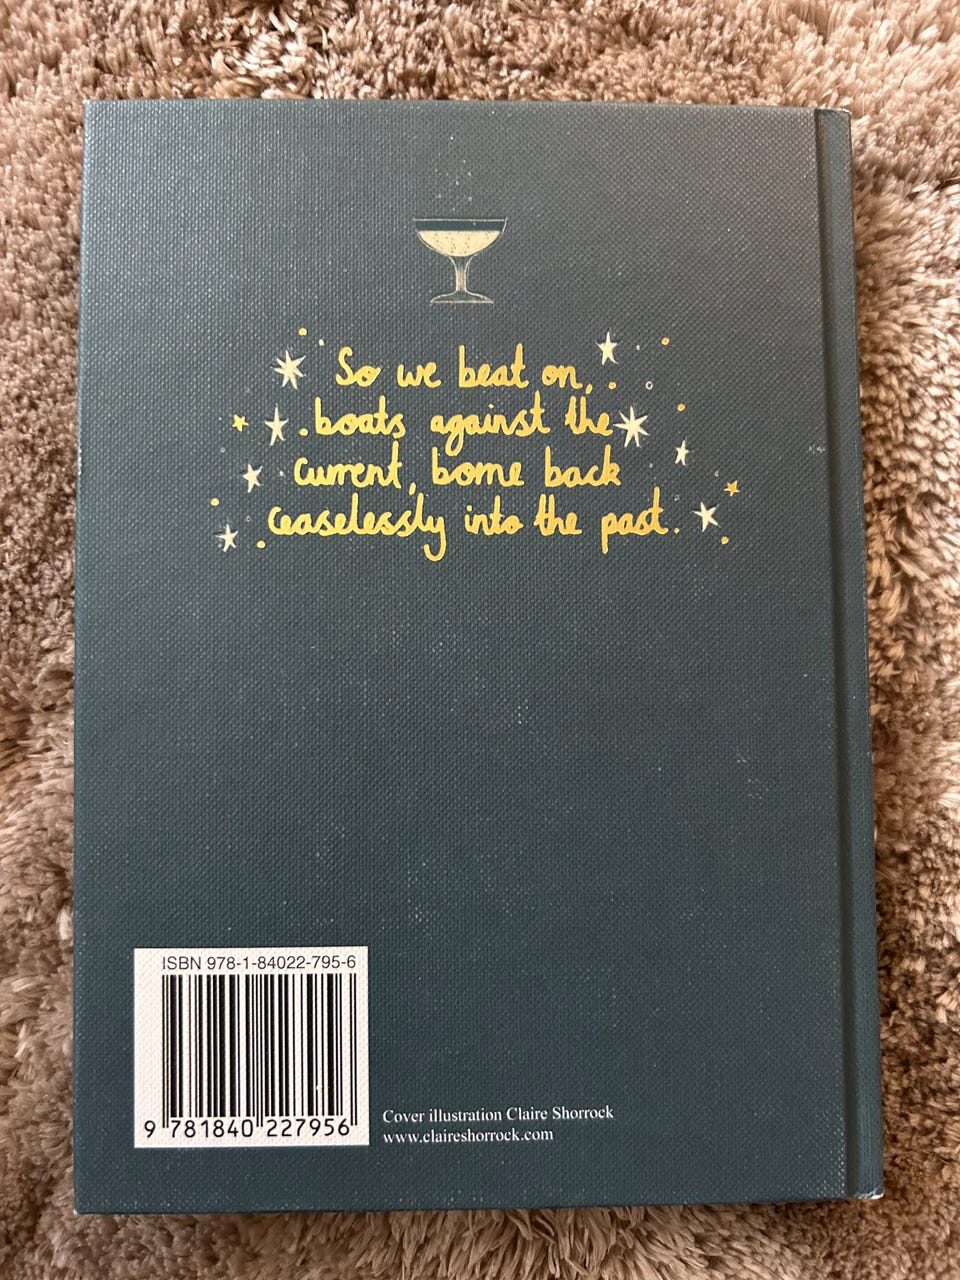 So we beat on,
boats against the
current, borne back
ceaselessly into the past.
ISBN 978-1-84022-795-6
9 781840 227956
Cover illustration Claire Shorrock
www.claireshorrock.com